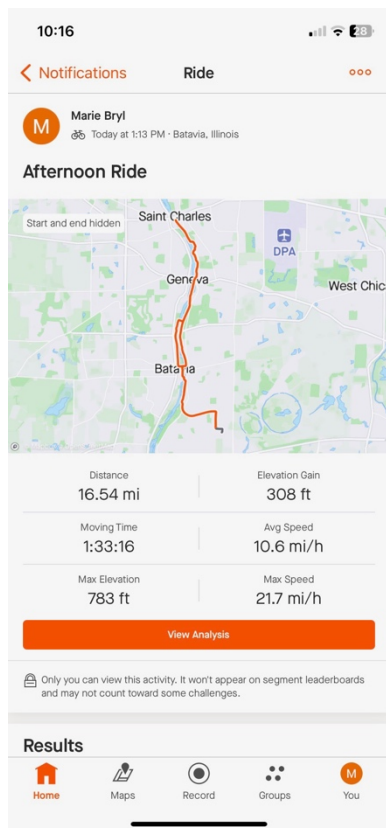 10:16
28
Notifications
Ride
M
Marie Bryl
Today at 1:13 PM · Batavia, Illinois
Afternoon Ride
Start and end hidden
Saint Charles
DPA
Geneva
West Chic
Batavia
Distance
16.54 mi
Elevation Gain
308 ft
Moving Time
1:33:16
Avg Speed
10.6 mi/h
Max Elevation
783 ft
Max Speed
21.7 mi/h
View Analysis
Only you can view this activity. It won't appear on segment leaderboards
and may not count toward some challenges.
Results
M
Home
Maps
Record
Groups
You